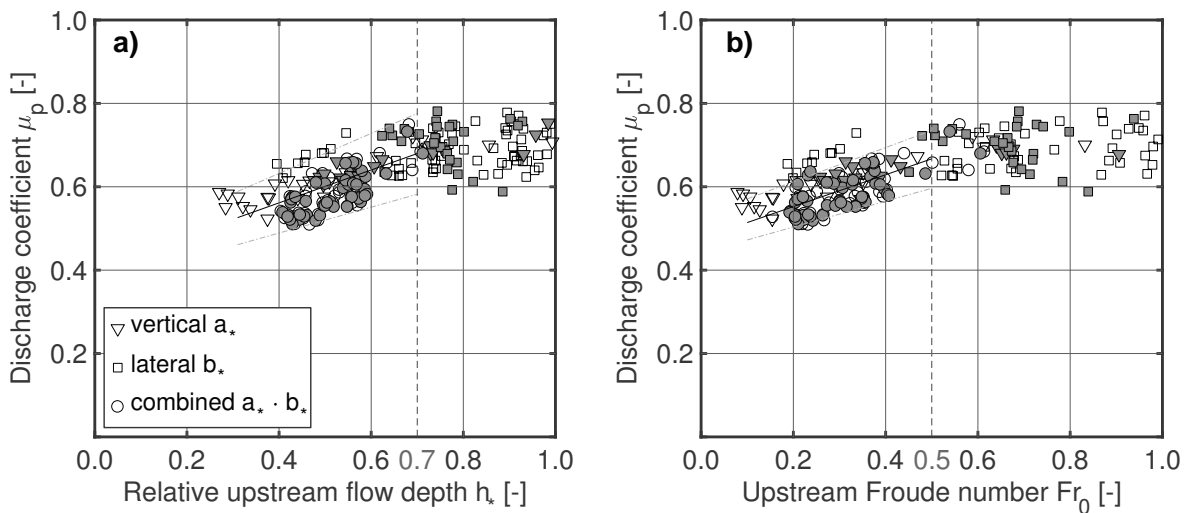 a)
1.0
0.8
0.6
0.4
0.2
Discharge coefficient μp [-]
vertical a*
lateral b*
combined a* · b*
0.0 0.2 0.4 0.6 0.7 0.8 1.0
Relative upstream flow depth h* [-]
b)
1.0
0.8
0.6
0.4
0.2
Discharge coefficient μp [-]
0.0 0.2 0.4 0.5 0.6 0.8 1.0
Upstream Froude number Fr0 [-]